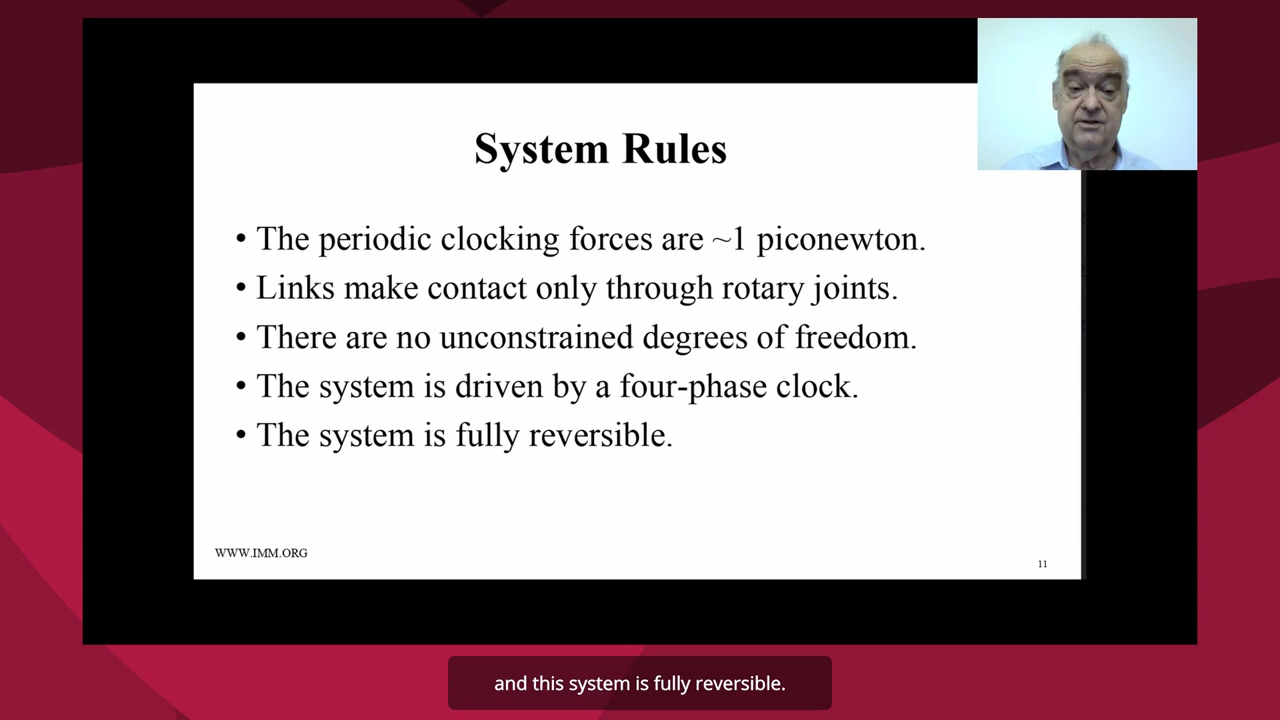 System Rules
• The periodic clocking forces are ~1 piconewton.
• Links make contact only through rotary joints.
• There are no unconstrained degrees of freedom.
• The system is driven by a four-phase clock.
• The system is fully reversible.
WWW.IMM.ORG
11
and this system is fully reversible.